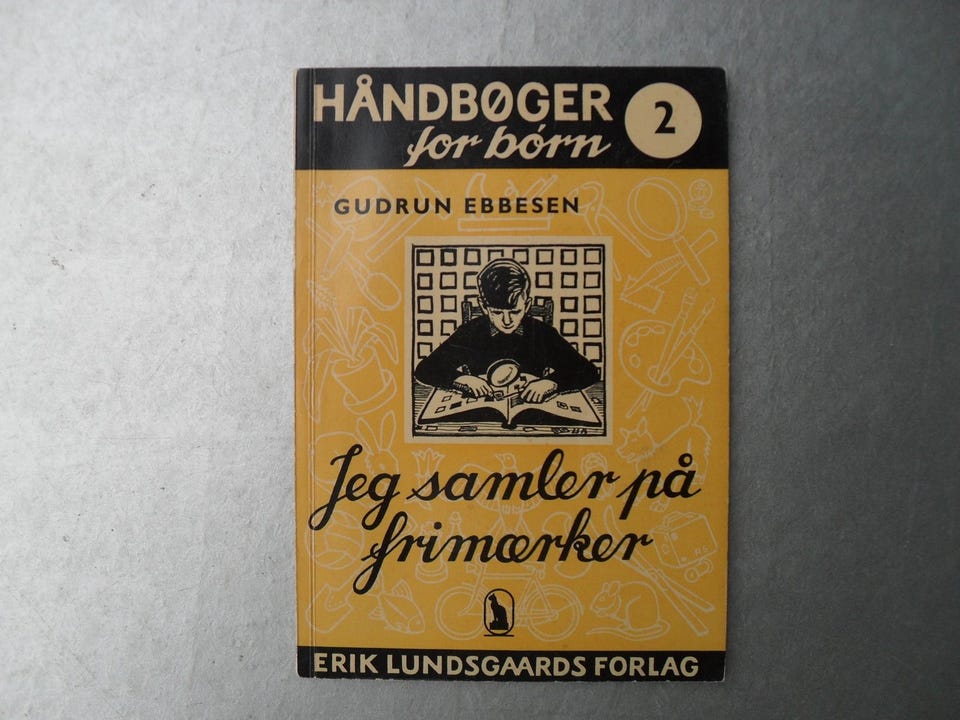 HÅNDBØGER
for børn
2
GUDRUN EBBESEN
Jeg samler på
frimærker
ERIK LUNDSGAARDS FORLAG